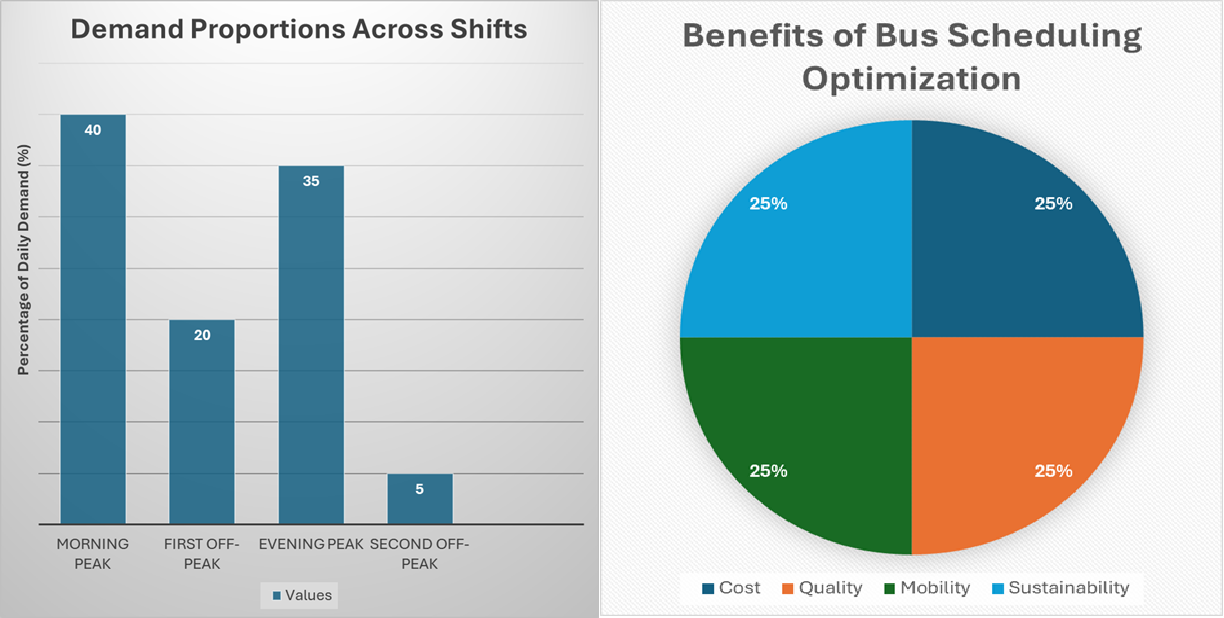 Demand Proportions Across Shifts
Percentage of Daily Demand (%)
40
20
35
5
MORNING
PEAK
FIRST OFF-
PEAK
EVENING PEAK
SECOND OFF-
PEAK
Values
Benefits of Bus Scheduling
Optimization
25%
25%
25%
25%
Cost
Quality
Mobility
Sustainability